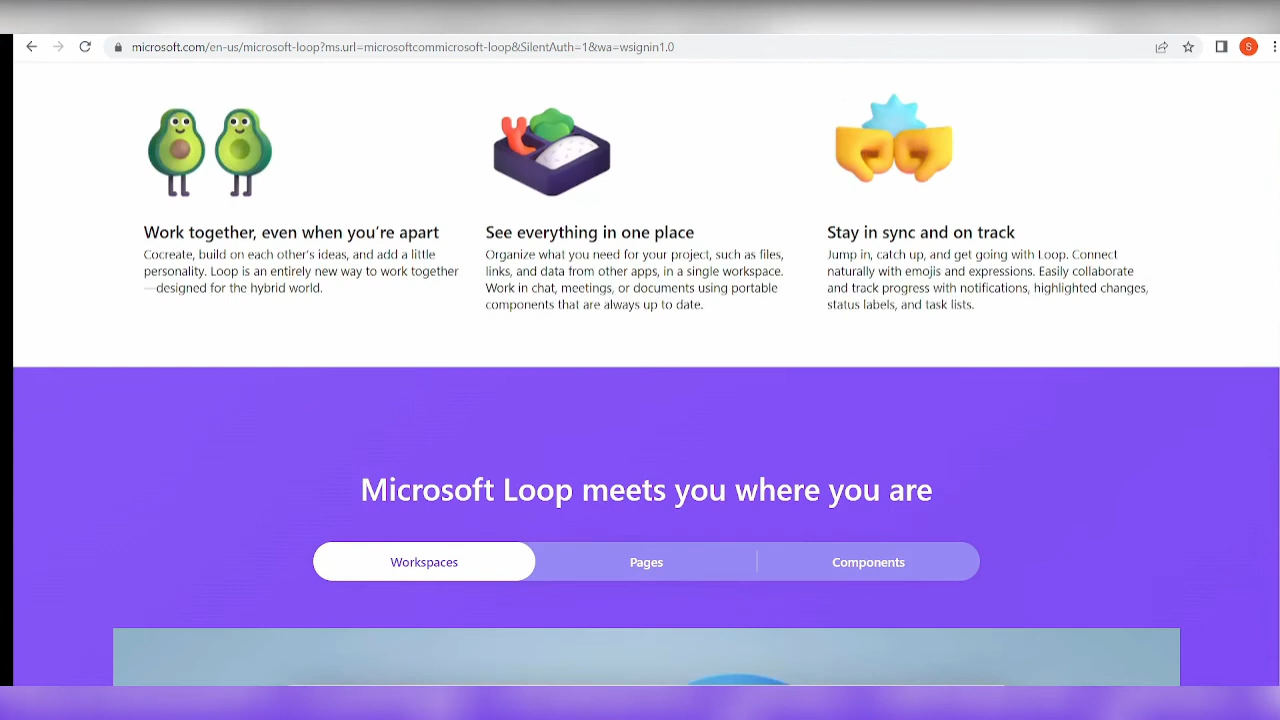 microsoft.com/en-us/microsoft-loop?ms.url=microsoftcommicrosoft-loop&SilentAuth=1&wa=wsignin1.0
S
Work together, even when you're apart
Cocreate, build on each other's ideas, and add a little
personality. Loop is an entirely new way to work together
—designed for the hybrid world.
See everything in one place
Organize what you need for your project, such as files,
links, and data from other apps, in a single workspace.
Work in chat, meetings, or documents using portable
components that are always up to date.
Stay in sync and on track
Jump in, catch up, and get going with Loop. Connect
naturally with emojis and expressions. Easily collaborate
and track progress with notifications, highlighted changes,
status labels, and task lists.
Microsoft Loop meets you where you are
Workspaces
Pages
Components